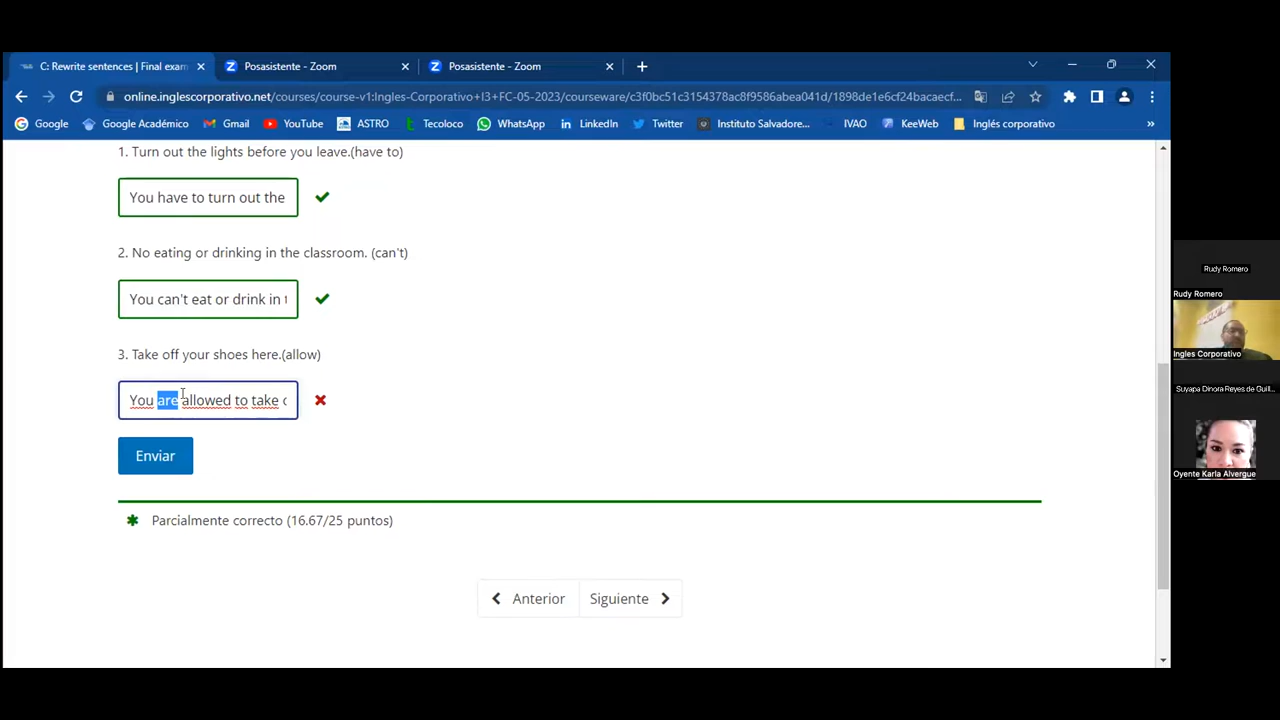 C: Rewrite sentences | Final exam
Posasistente - Zoom
Posasistente - Zoom
online.inglescorporativo.net/courses/course-v1:Ingles-Corporativo+I3+FC-05-2023/courseware/c3f0bc51c3154378ac8f9586abea041d/1898de1e6cf24bacaecf...
Google
Google Académico
Gmail
YouTube
ASTRO
Tecoloco
WhatsApp
LinkedIn
Twitter
Instituto Salvadore...
IVAO
KeeWeb
Inglés corporativo
»
1. Turn out the lights before you leave.(have to)
You have to turn out the
2. No eating or drinking in the classroom. (can't)
You can't eat or drink in t
3. Take off your shoes here.(allow)
You are allowed to take o
Enviar
Parcialmente correcto (16.67/25 puntos)
Anterior
Siguiente
Rudy Romero
Rudy Romero
Ingles Corporativo
Suyapa Dinora Reyes de Guill...
Oyente Karla Alvergue